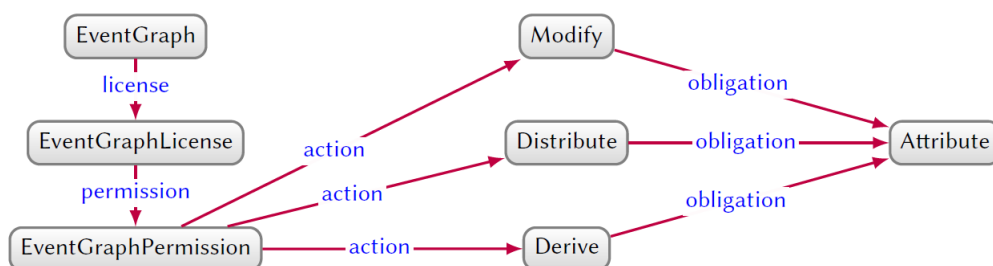 EventGraph
Modify
license
obligation
EventGraphLicense
action
Distribute
obligation
Attribute
permission
action
obligation
EventGraphPermission
action
Derive